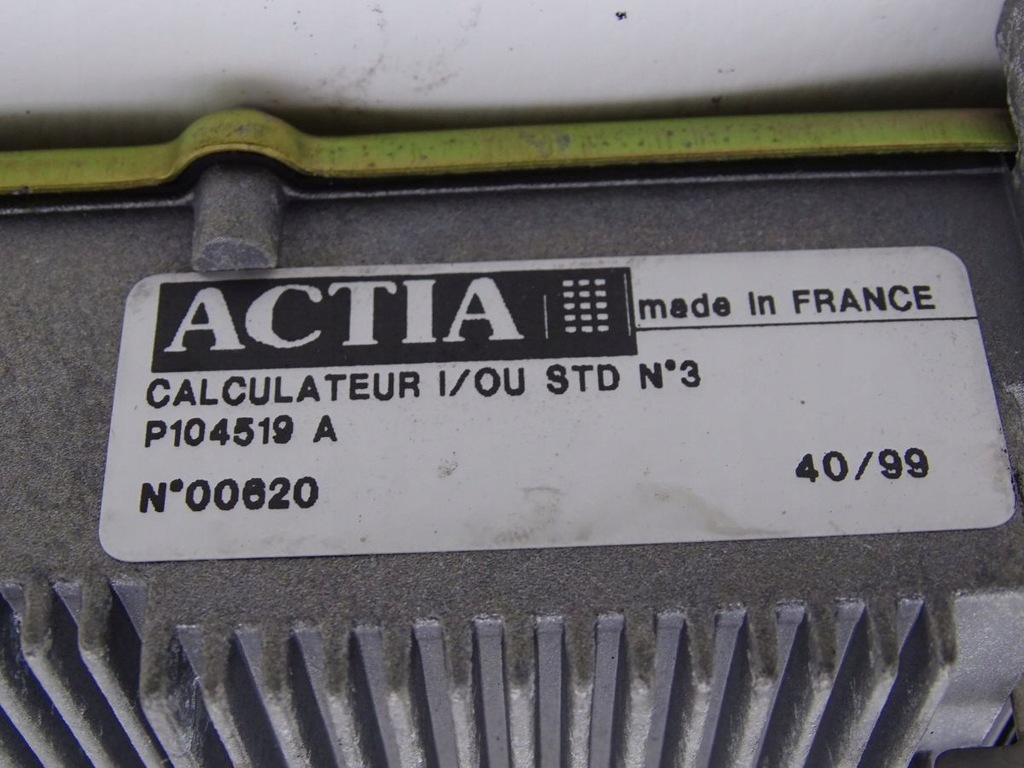 ACTIA made in FRANCE
CALCULATEUR I/OU STD N°3
P104519 A
N°00620 40/99